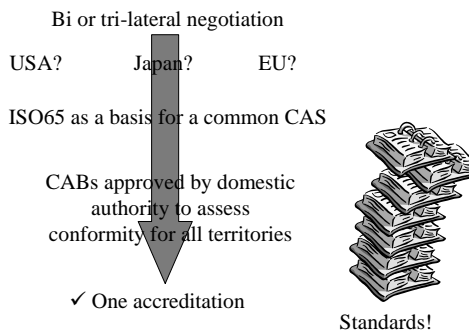 Bi or tri-lateral negotiation
USA? Japan? EU?
ISO65 as a basis for a common CAS
CABs approved by domestic
authority to assess
conformity for all territories
✓ One accreditation
Standards!